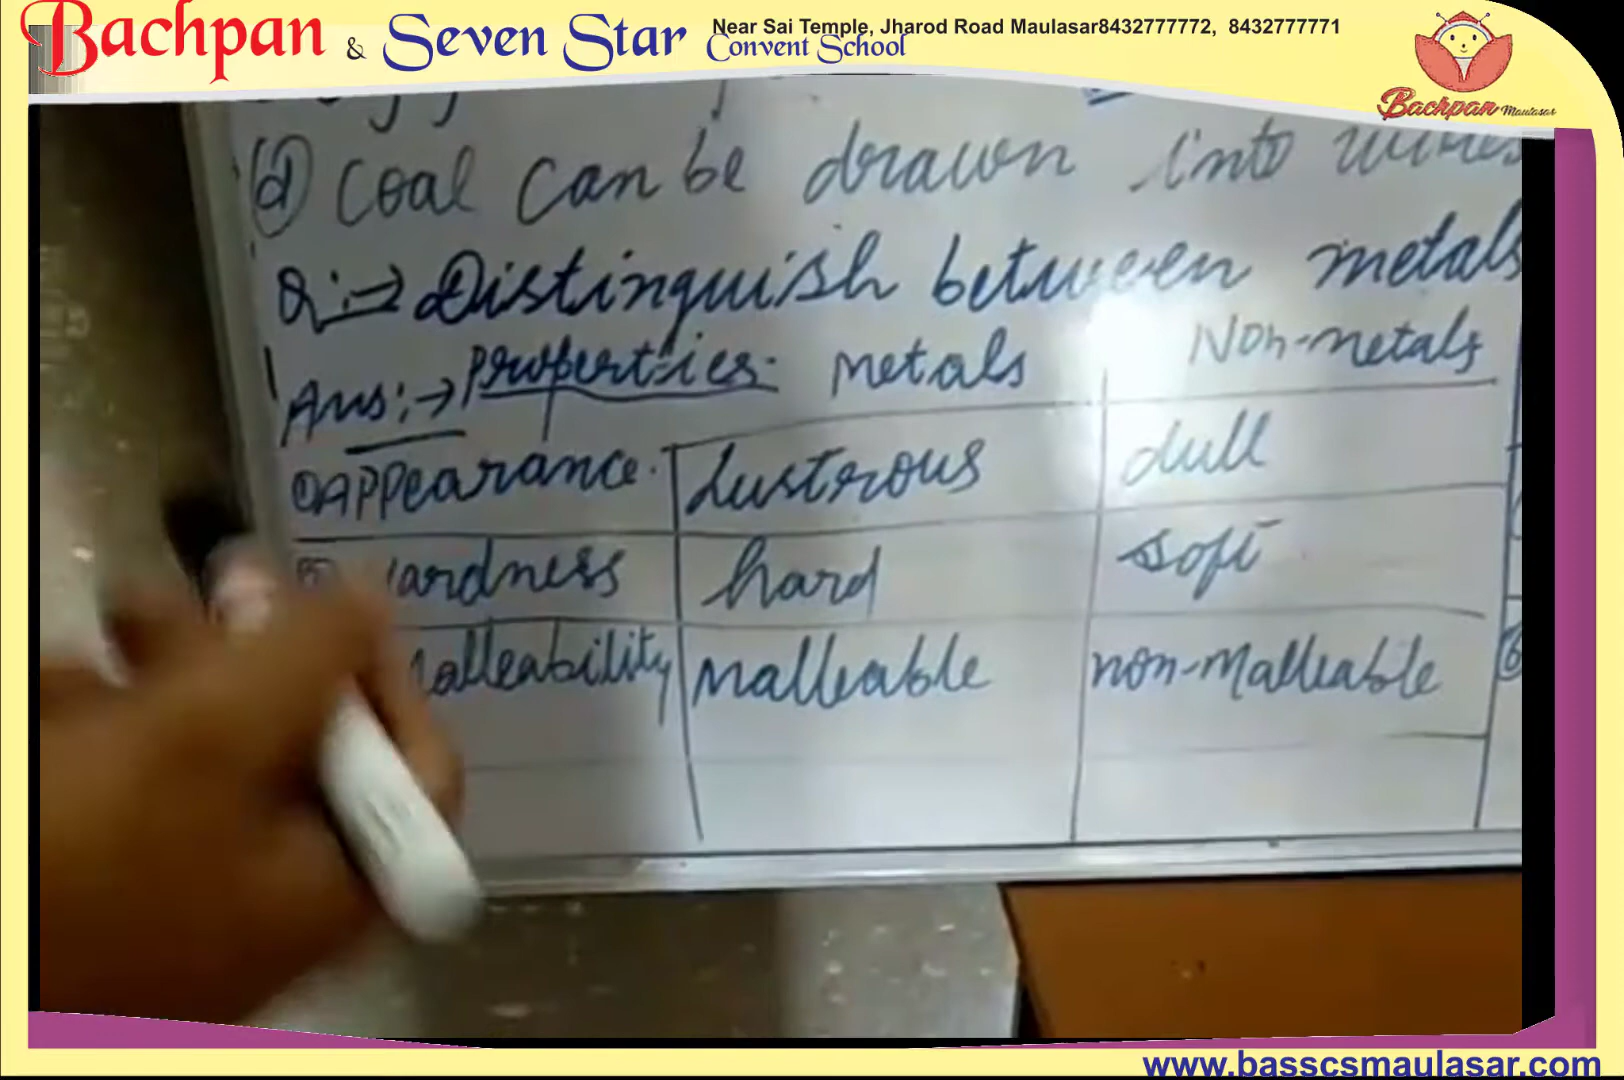 Bachpan & Seven Star Convent School
Near Sai Temple, Jharod Road Maulasar8432777772, 8432777771
Bachpan Maulasar
(d) Coal can be drawn into wires
Q:-> Distinguish between metals
Ans:-> Properties. Metals Non-metals
① Appearance. Lustrous dull
ardness hard soft
alleability Malleable non-Malleable
www.basscsmaulasar.com